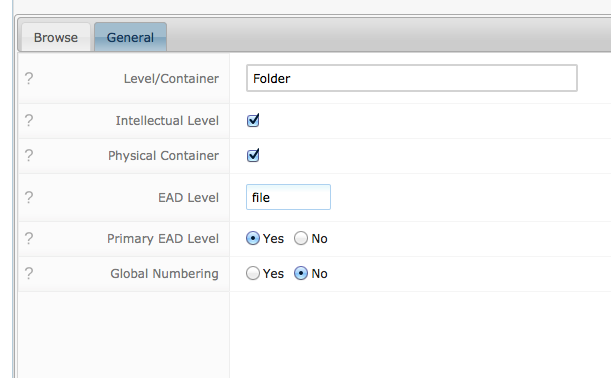 Browse General
? Level/Container Folder
? Intellectual Level
? Physical Container
? EAD Level file
? Primary EAD Level Yes No
? Global Numbering Yes No